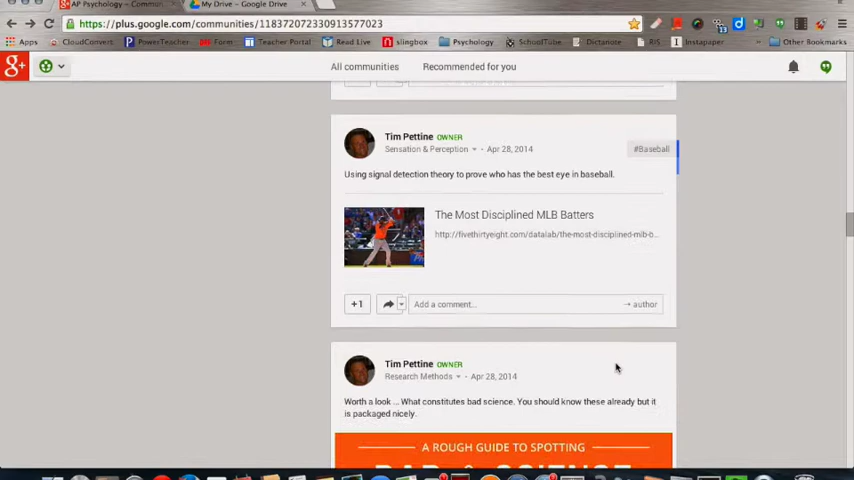 AP Psychology – Commun
My Drive – Google Drive
https://plus.google.com/communities/118372072330913577023
Apps CloudConvert PowerTeacher Form Teacher Portal Read Live slingbox Psychology SchoolTube Dictanote RIS Instapaper Other Bookmarks
All communities Recommended for you
Tim Pettine OWNER
Sensation & Perception Apr 28, 2014 #Baseball
Using signal detection theory to prove who has the best eye in baseball.
The Most Disciplined MLB Batters
http://fivethirtyeight.com/datalab/the-most-disciplined-mlb-b...
+1 Add a comment... → author
Tim Pettine OWNER
Research Methods Apr 28, 2014
Worth a look ... What constitutes bad science. You should know these already but it
is packaged nicely.
A ROUGH GUIDE TO SPOTTING